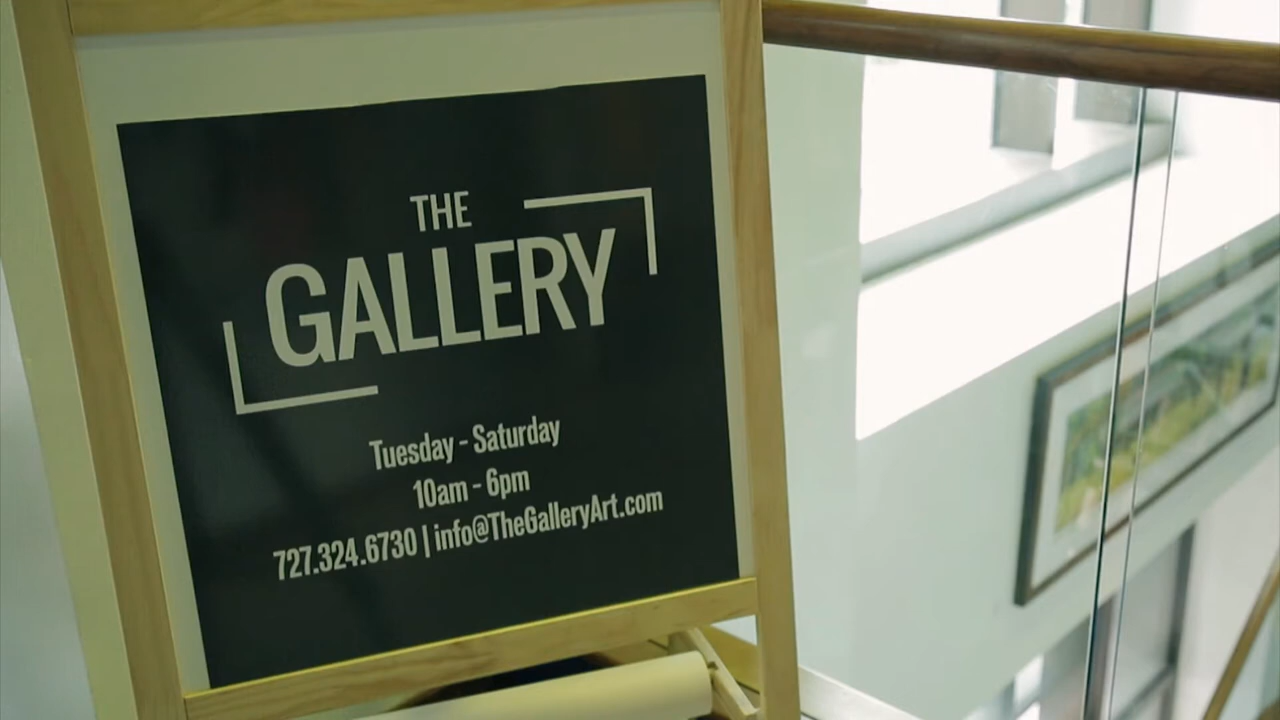 THE
GALLERY
Tuesday - Saturday
10am - 6pm
727.324.6730 | info@TheGalleryArt.com